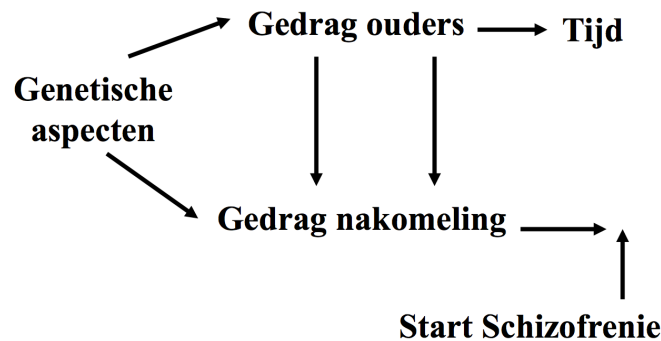 Gedrag ouders
Tijd
Genetische
aspecten
Gedrag nakomeling
Start Schizofrenie